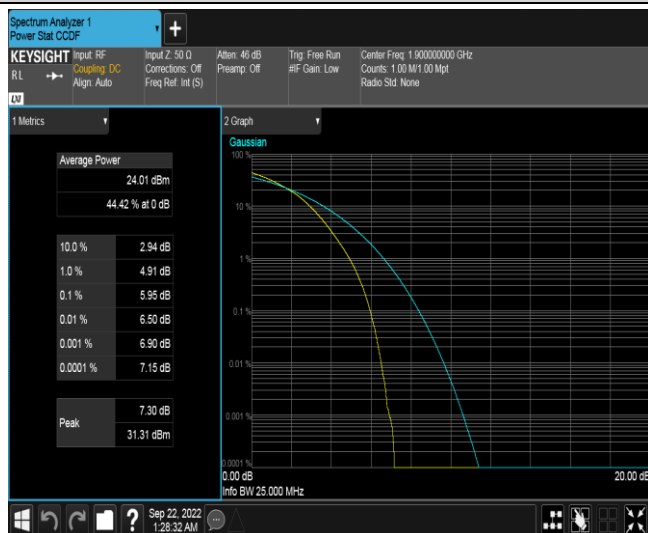 Spectrum Analyzer 1
Power Stat CCDF
+
KEYSIGHT
RL
LXI
Input: RF
Coupling: DC
Align: Auto
Input Z: 50 Ω
Corrections: Off
Freq Ref: Int (S)
Atten: 46 dB
Preamp: Off
Trig: Free Run
#IF Gain: Low
Center Freq: 1.900000000 GHz
Counts: 1.00 M/1.00 Mpt
Radio Std: None
1 Metrics
Average Power
24.01 dBm
44.42 % at 0 dB
10.0 % 2.94 dB
1.0 % 4.91 dB
0.1 % 5.95 dB
0.01 % 6.50 dB
0.001 % 6.90 dB
0.0001 % 7.15 dB
Peak
7.30 dB
31.31 dBm
2 Graph
Gaussian
100 %
10 %
1 %
0.1 %
0.01 %
0.001 %
0.0001 %
0.00 dB 20.00 dB
Info BW 25.000 MHz
?
Sep 22, 2022
1:28:32 AM